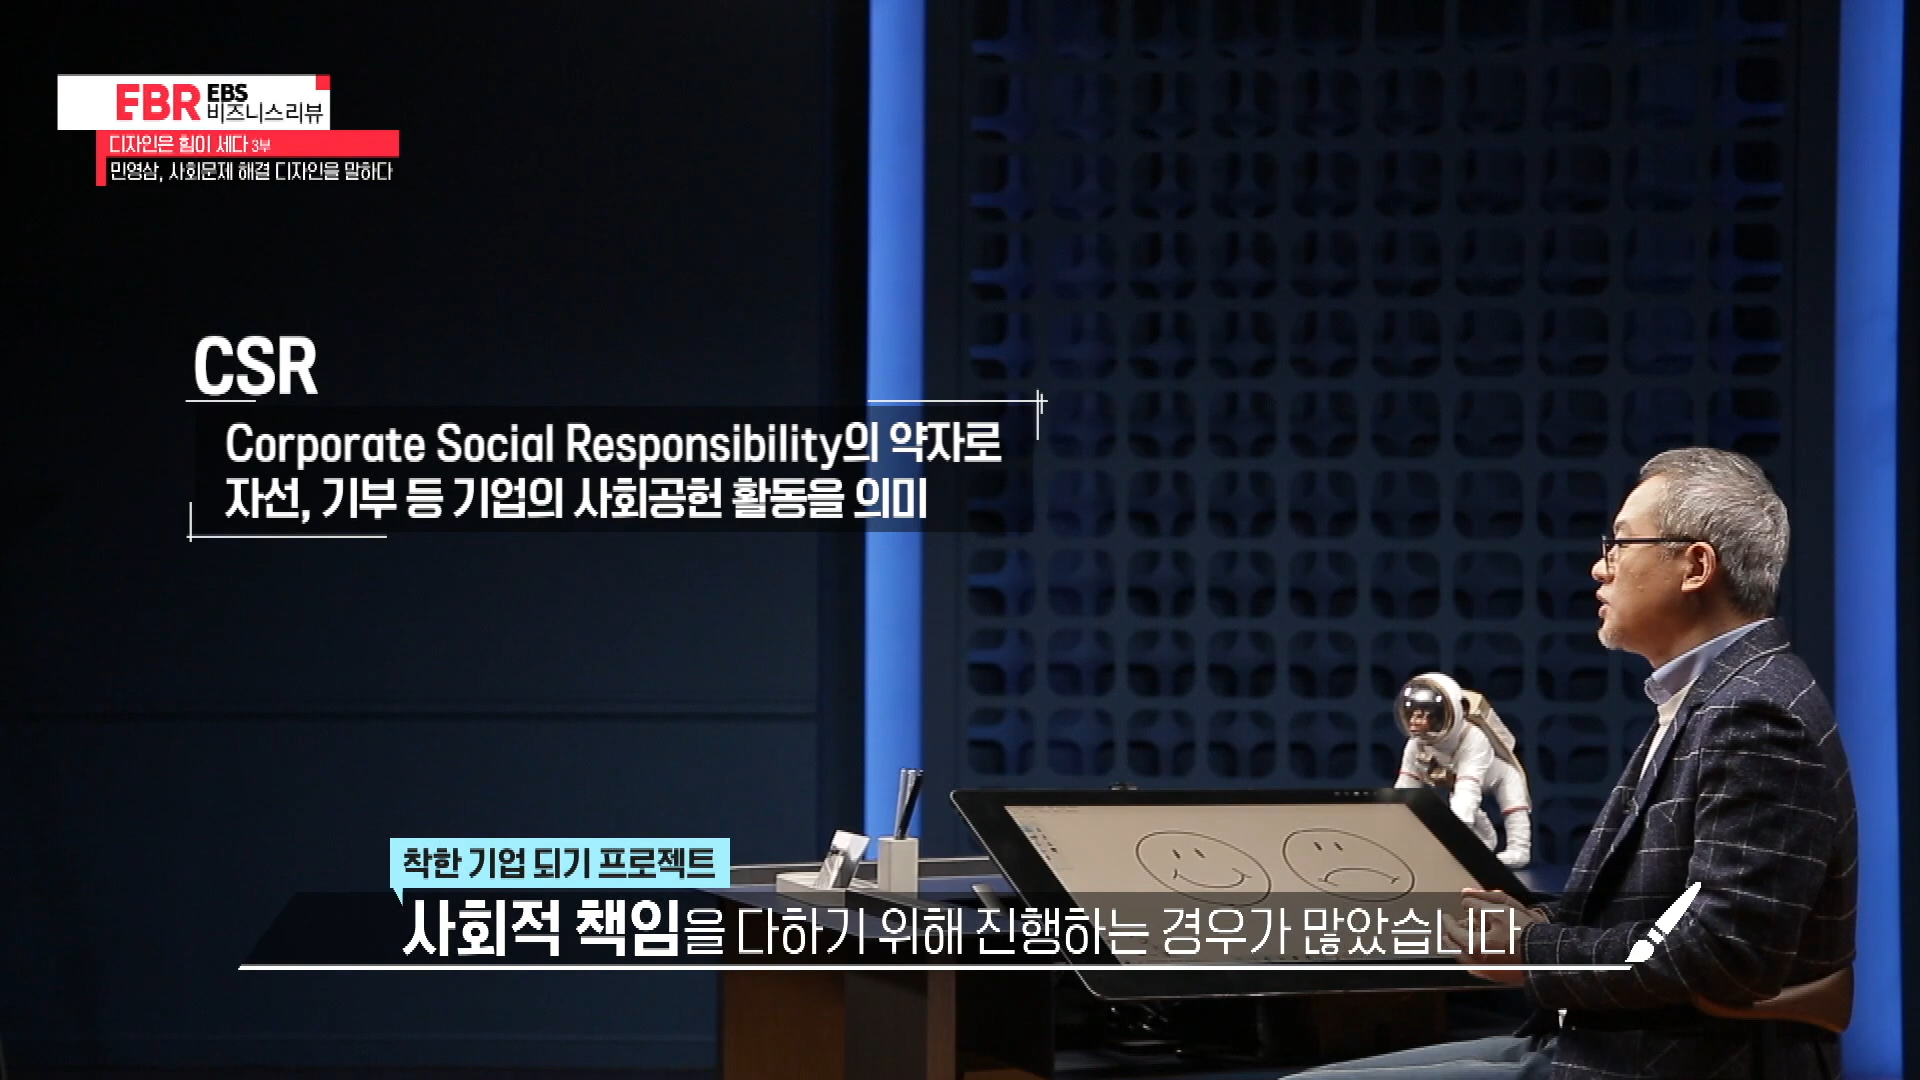 EBR EBS
비즈니스리뷰
디자인은 힘이 세다 3부
민영삼, 사회문제 해결 디자인을 말하다
CSR
Corporate Social Responsibility의 약자로
자선, 기부 등 기업의 사회공헌 활동을 의미
착한 기업 되기 프로젝트
사회적 책임을 다하기 위해 진행하는 경우가 많았습니다